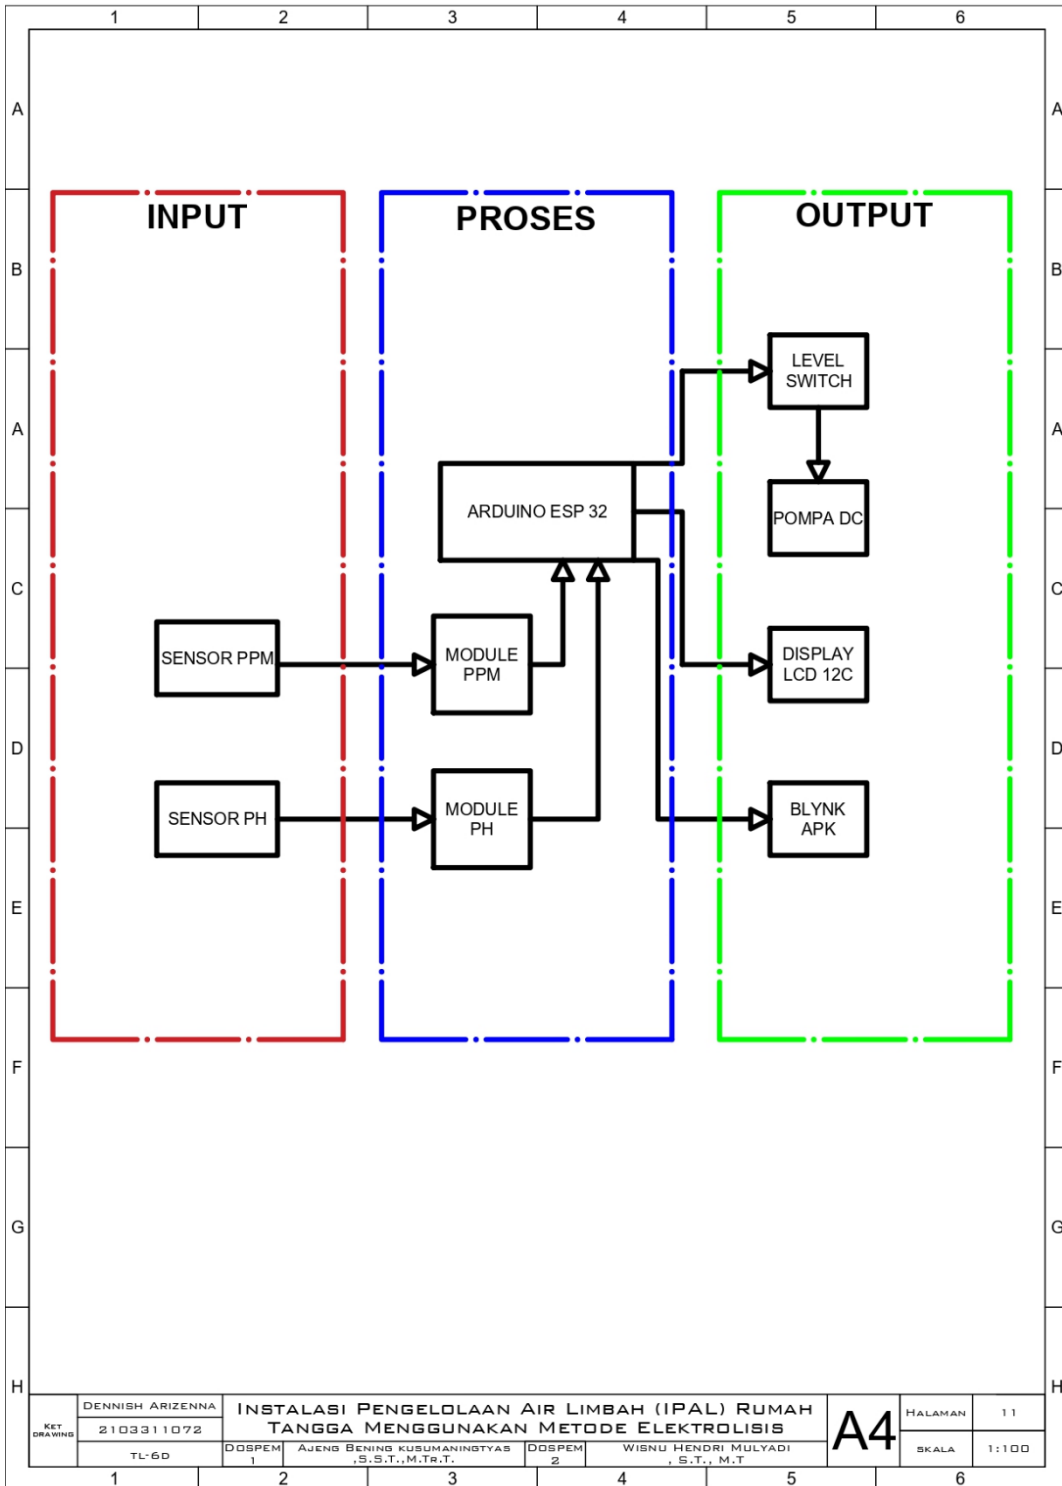 1 2 3 4 5 6
A A
INPUT PROSES OUTPUT
B B
LEVEL
SWITCH
A A
ARDUINO ESP 32
POMPA DC
C C
SENSOR PPM
MODULE
PPM
DISPLAY
LCD 12C
D D
SENSOR PH
MODULE
PH
BLYNK
APK
E E
F F
G G
H H
KET
DRAWING
DENNISH ARIZENNA
2103311072
TL-6D
INSTALASI PENGELOLAAN AIR LIMBAH (IPAL) RUMAH
TANGGA MENGGUNAKAN METODE ELEKTROLISIS
DOSPEM
1
AJENG BENING KUSUMANINGTYAS
,S.S.T.,M.TR.T.
DOSPEM
2
WISNU HENDRI MULYADI
, S.T., M.T
A4
HALAMAN 11
SKALA 1:100
1 2 3 4 5 6